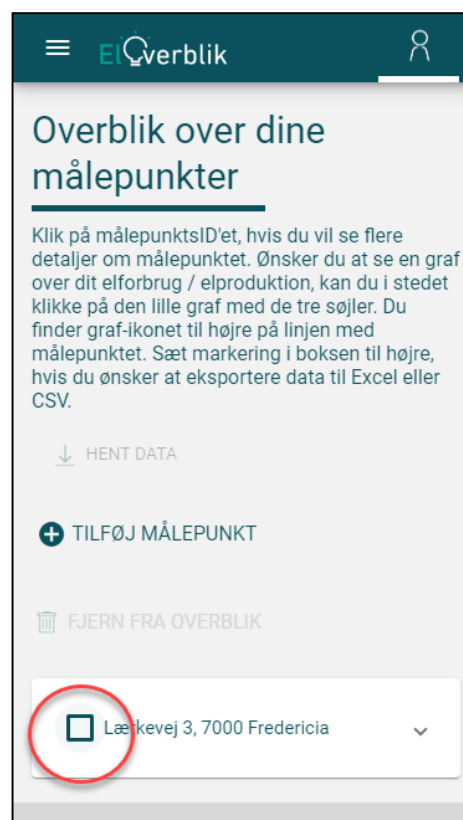 ElOverblik
Overblik over dine
målepunkter
Klik på målepunktsID'et, hvis du vil se flere
detaljer om målepunktet. Ønsker du at se en graf
over dit elforbrug / elproduktion, kan du i stedet
klikke på den lille graf med de tre søjler. Du
finder graf-ikonet til højre på linjen med
målepunktet. Sæt markering i boksen til højre,
hvis du ønsker at eksportere data til Excel eller
CSV.
HENT DATA
TILFØJ MÅLEPUNKT
FJERN FRA OVERBLIK
Lærkevej 3, 7000 Fredericia